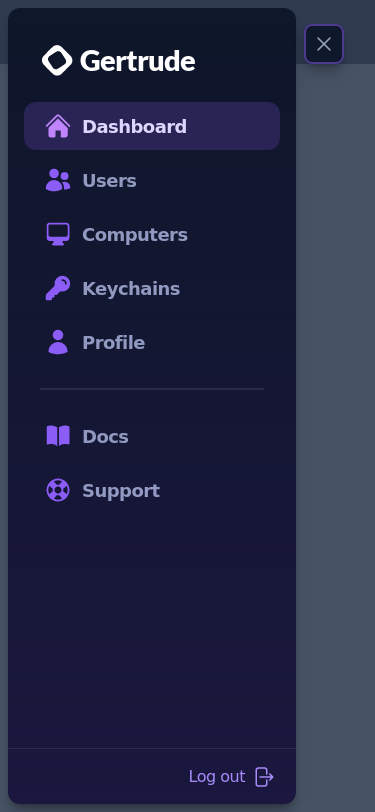 Gertrude
Dashboard
Users
Computers
Keychains
Profile
Docs
Support
Log out